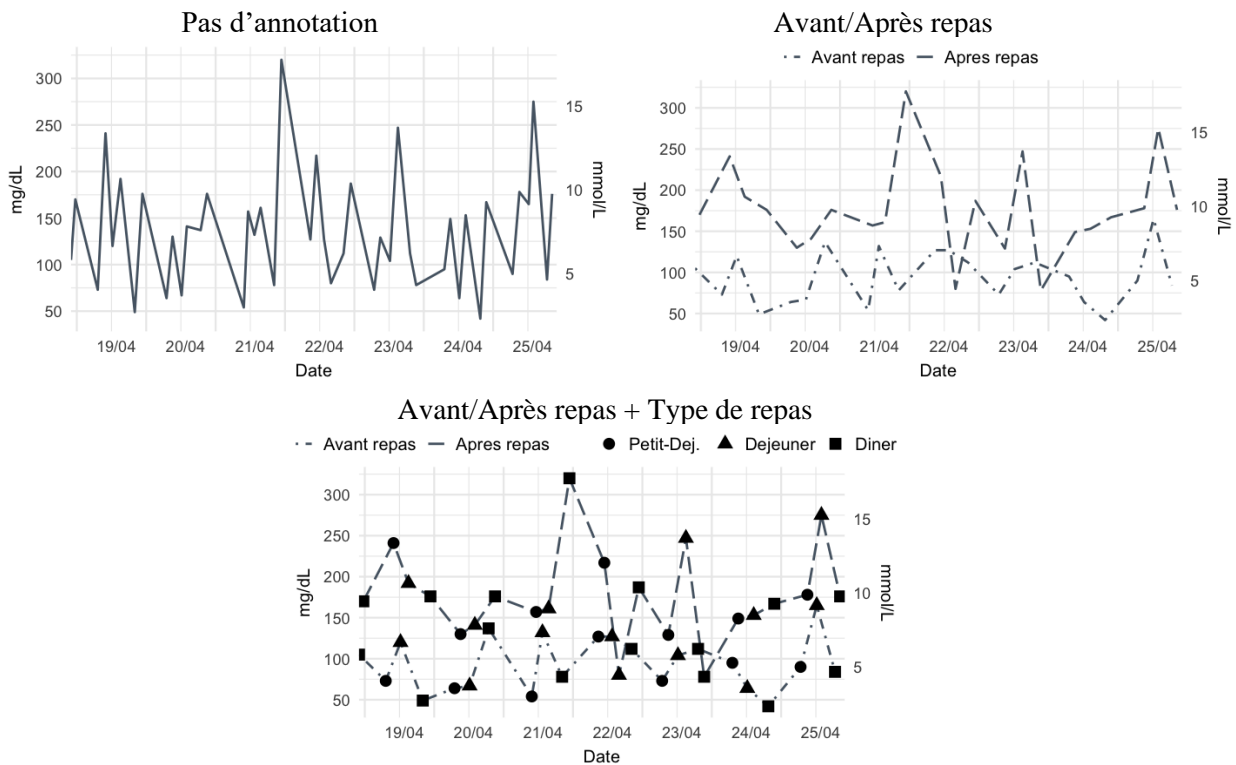 Pas d’annotation
300
250
200
150
100
50
mg/dL
15
10
5
mmol/L
19/04 20/04 21/04 22/04 23/04 24/04 25/04
Date
Avant/Après repas
Avant repas Apres repas
300
250
200
150
100
50
mg/dL
15
10
5
mmol/L
19/04 20/04 21/04 22/04 23/04 24/04 25/04
Date
Avant/Après repas + Type de repas
Avant repas Apres repas Petit-Dej. Dejeuner Diner
300
250
200
150
100
50
mg/dL
15
10
5
mmol/L
19/04 20/04 21/04 22/04 23/04 24/04 25/04
Date